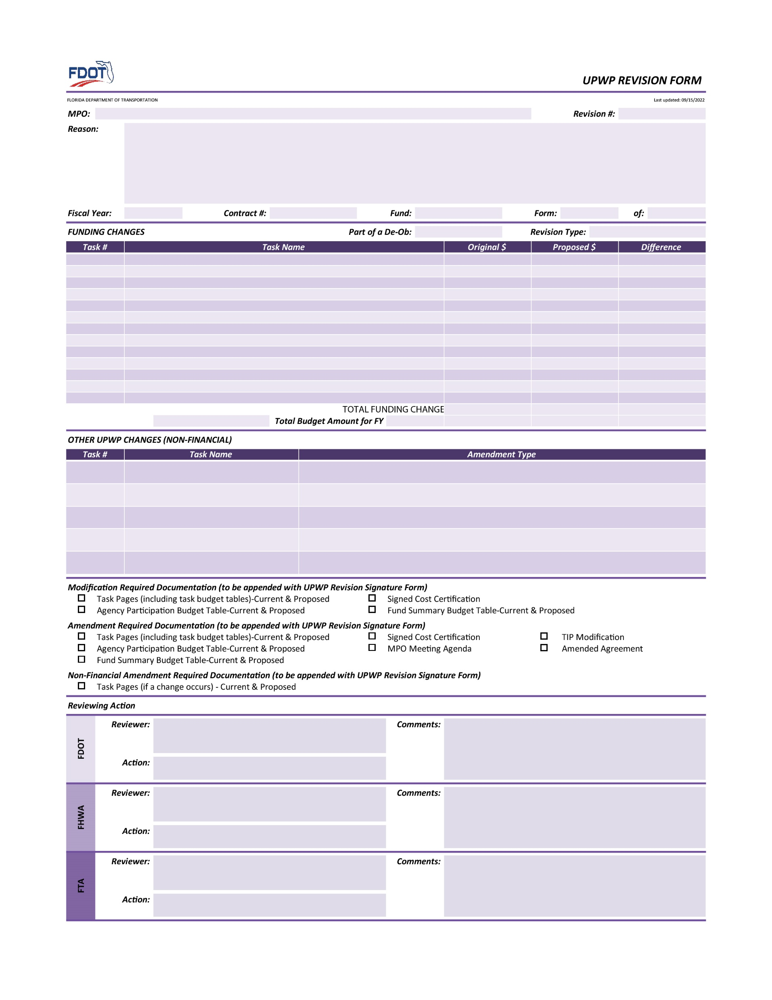 FDOT
UPWP REVISION FORM
FLORIDA DEPARTMENT OF TRANSPORTATION Last updated: 09/15/2022
MPO: Revision #:
Reason:
Fiscal Year: Contract #: Fund: Form: of:
FUNDING CHANGES Part of a De-Ob: Revision Type:
Task # Task Name Original $ Proposed $ Difference
TOTAL FUNDING CHANGE
Total Budget Amount for FY
OTHER UPWP CHANGES (NON-FINANCIAL)
Task # Task Name Amendment Type
Modification Required Documentation (to be appended with UPWP Revision Signature Form)
Task Pages (including task budget tables)-Current & Proposed Signed Cost Certification
Agency Participation Budget Table-Current & Proposed Fund Summary Budget Table-Current & Proposed
Amendment Required Documentation (to be appended with UPWP Revision Signature Form)
Task Pages (including task budget tables)-Current & Proposed Signed Cost Certification TIP Modification
Agency Participation Budget Table-Current & Proposed MPO Meeting Agenda Amended Agreement
Fund Summary Budget Table-Current & Proposed
Non-Financial Amendment Required Documentation (to be appended with UPWP Revision Signature Form)
Task Pages (if a change occurs) - Current & Proposed
Reviewing Action
FDOT
Reviewer: Comments:
Action:
FHWA
Reviewer: Comments:
Action:
FTA
Reviewer: Comments:
Action: